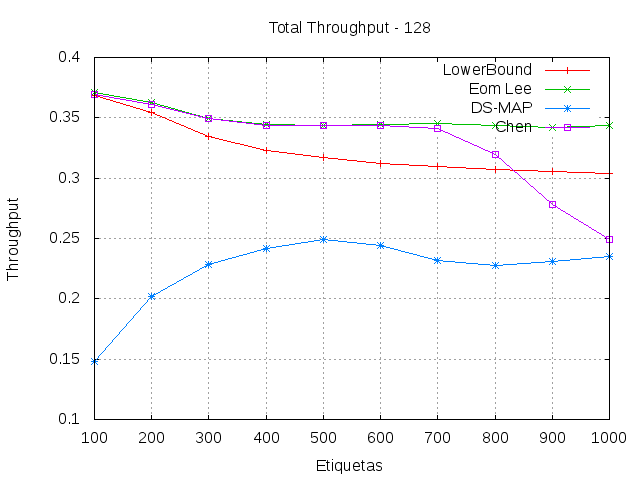 Total Throughput - 128
LowerBound
Eom Lee
DS-MAP
Chen
Throughput
0.4
0.35
0.3
0.25
0.2
0.15
0.1
100 200 300 400 500 600 700 800 900 1000
Etiquetas